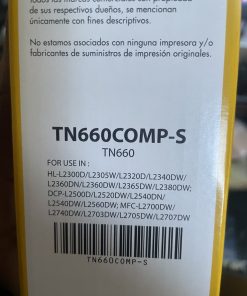 todos las marcas comerciales son propiedad
de sus respectivos dueños, se mencionan
únicamente con fines descriptivos.
No estamos asociados con ninguna impresora y/o
fabricantes de suministros de impresión originales.
TN660COMP-S
TN660
FOR USE IN :
HL-L2300D/L2305W/L2320D/L2340DW/
L2360DN/L2360DW/L2365DW/L2380DW;
DCP-L2500D/L2520DW/L2540DN/
L2540DW/L2560DW; MFC-L2700DW/
L2740DW/L2703DW/L2705DW/L2707DW
TN660COMP-S